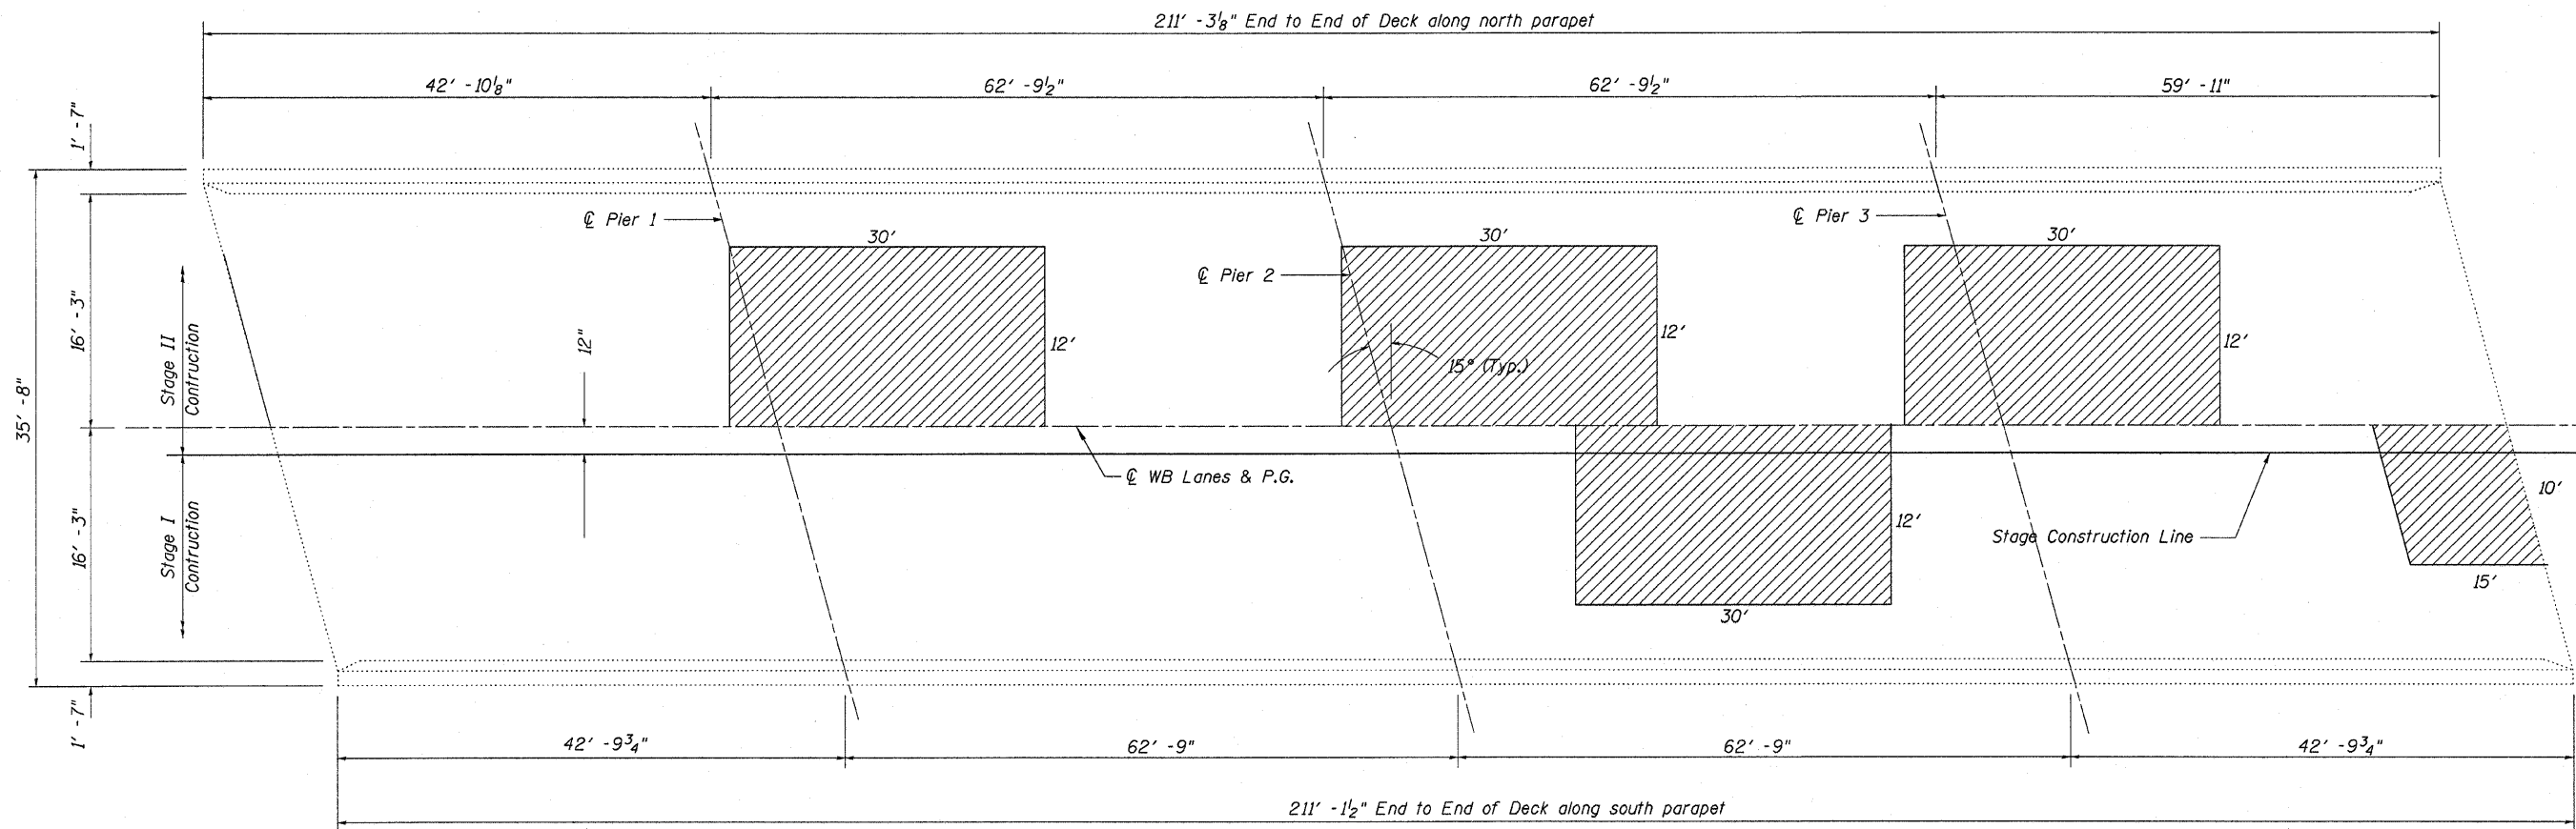 211' -3⅛" End to End of Deck along north parapet
42' -10⅛"
62' -9½"
62' -9½"
59' -11"
1' -7"
℄ Pier 1
℄ Pier 2
℄ Pier 3
30'
30'
30'
12'
12'
12'
15° (Typ.)
16' -3"
35' -8"
Stage II
Contruction
12"
℄ WB Lanes & P.G.
Stage I
Contruction
16' -3"
12'
30'
Stage Construction Line
10'
15'
1' -7"
42' -9¾"
62' -9"
62' -9"
42' -9¾"
211' -1½" End to End of Deck along south parapet